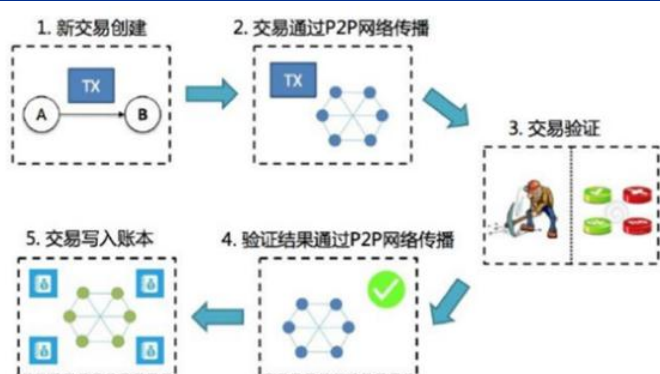 1. 新交易创建
2. 交易通过P2P网络传播
TX
A
B
TX
3. 交易验证
5. 交易写入账本
4. 验证结果通过P2P网络传播